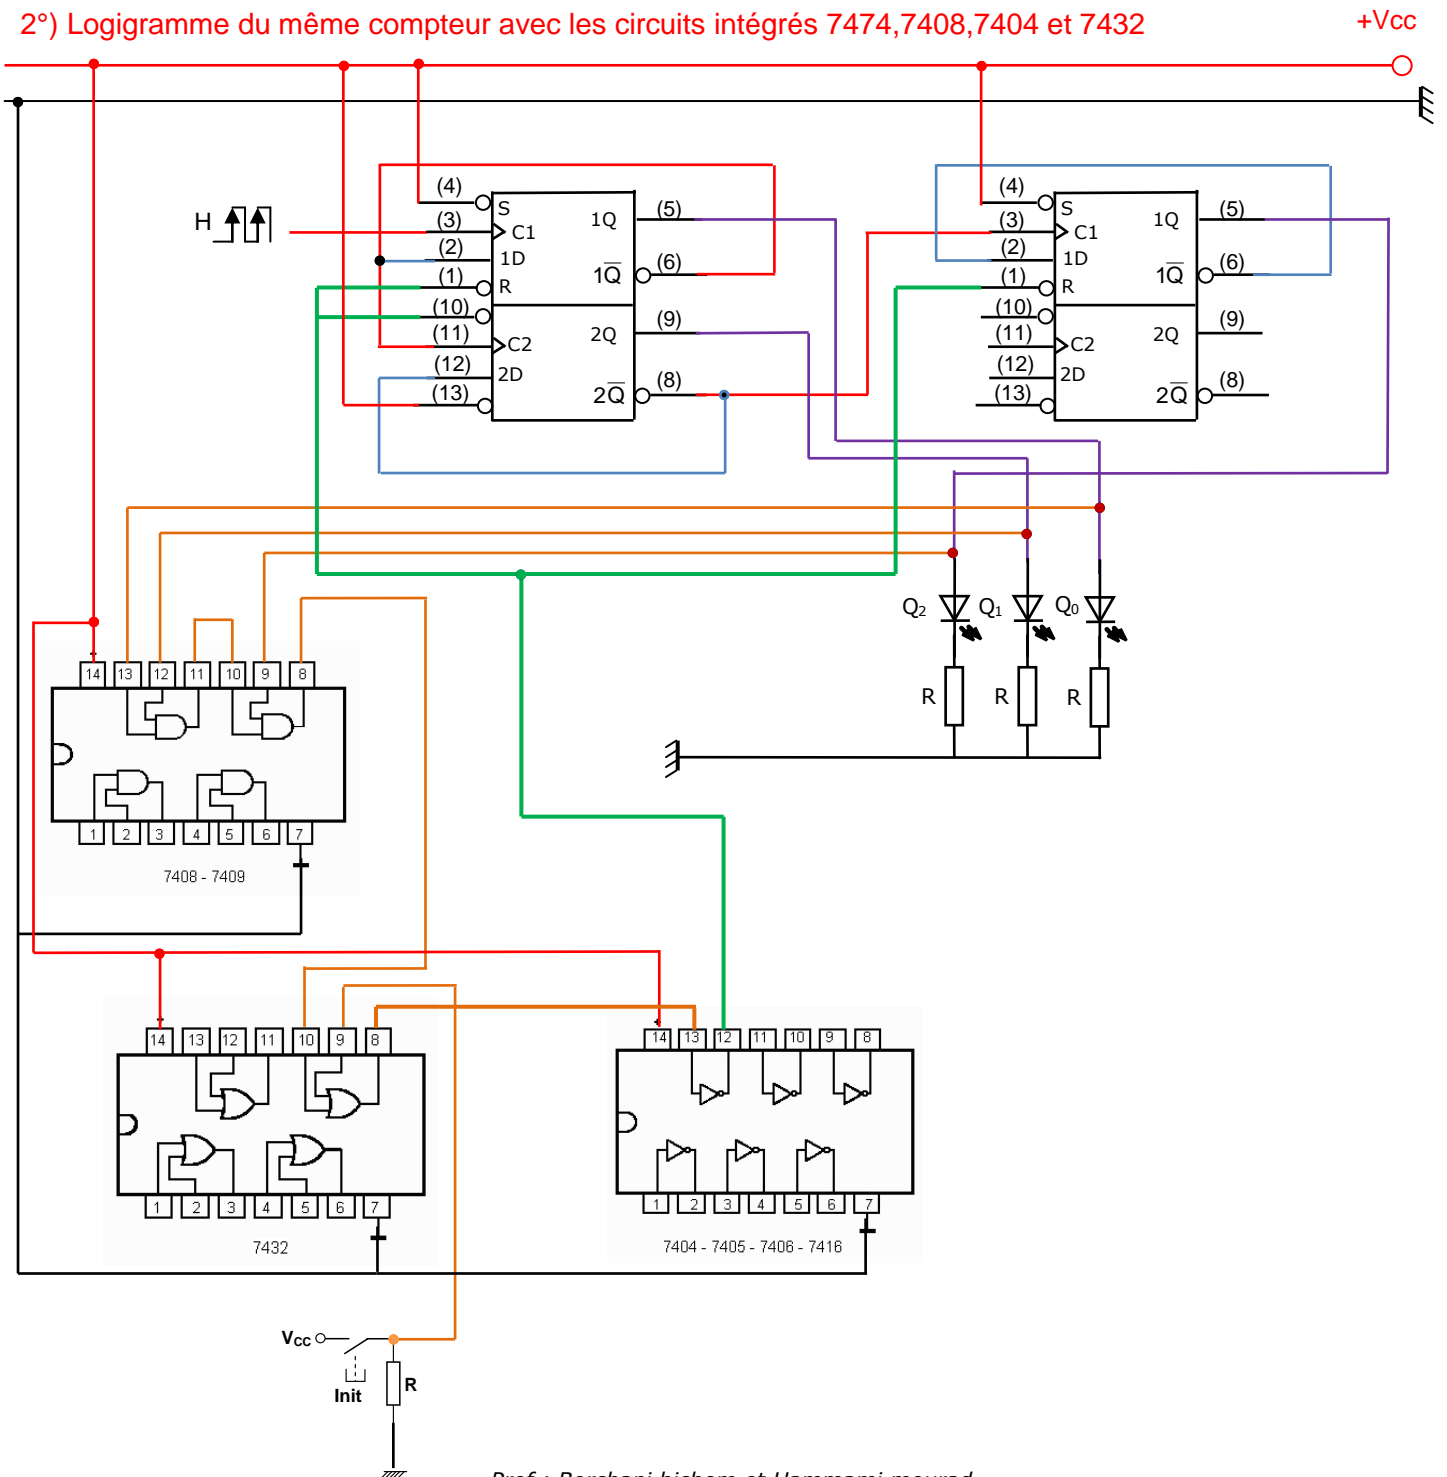 2°) Logigramme du même compteur avec les circuits intégrés 7474,7408,7404 et 7432
+Vcc
H
(4) S
(3) C1
(2) 1D
(1) R
(10)
(11) C2
(12) 2D
(13)
1Q (5)
1Q̅ (6)
2Q (9)
2Q̅ (8)
(4) S
(3) C1
(2) 1D
(1) R
(10)
(11) C2
(12) 2D
(13)
1Q (5)
1Q̅ (6)
2Q (9)
2Q̅ (8)
Q2 Q1 Q0
R R R
14 13 12 11 10 9 8
1 2 3 4 5 6 7
7408 - 7409
14 13 12 11 10 9 8
1 2 3 4 5 6 7
7432
14 13 12 11 10 9 8
1 2 3 4 5 6 7
7404 - 7405 - 7406 - 7416
Vcc
Init
R